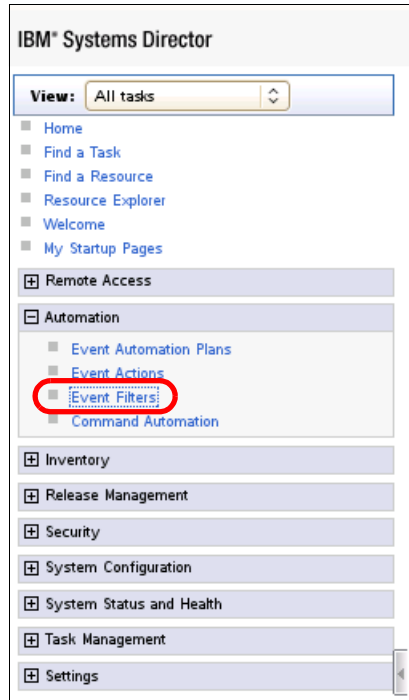 IBM® Systems Director
View: All tasks
Home
Find a Task
Find a Resource
Resource Explorer
Welcome
My Startup Pages
Remote Access
Automation
Event Automation Plans
Event Actions
Event Filters
Command Automation
Inventory
Release Management
Security
System Configuration
System Status and Health
Task Management
Settings